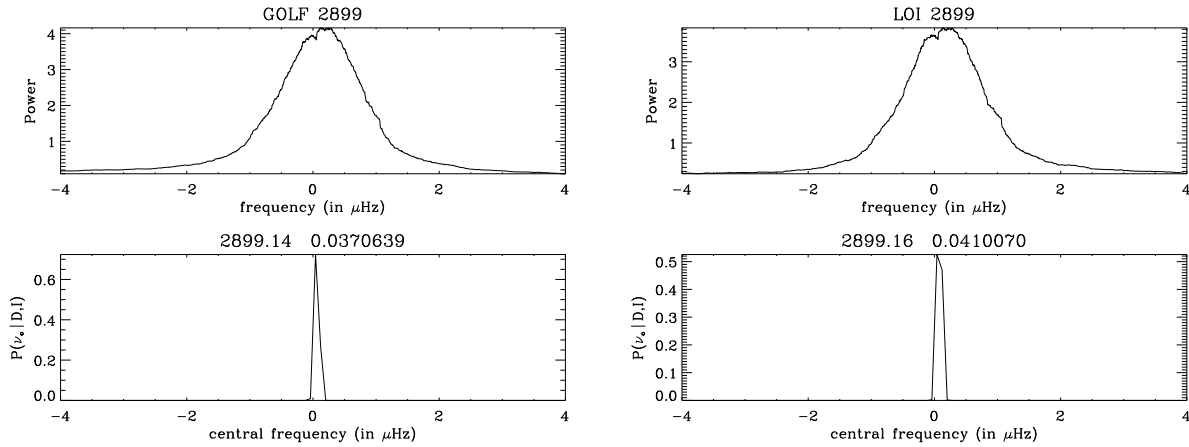 GOLF 2899
4
3
2
1
Power
−4 −2 0 2 4
frequency (in μHz)
LOI 2899
3
2
1
Power
−4 −2 0 2 4
frequency (in μHz)
2899.14 0.0370639
0.6
0.4
0.2
0.0
P(νₒ|D,I)
−4 −2 0 2 4
central frequency (in μHz)
2899.16 0.0410070
0.5
0.4
0.3
0.2
0.1
0.0
P(νₒ|D,I)
−4 −2 0 2 4
central frequency (in μHz)